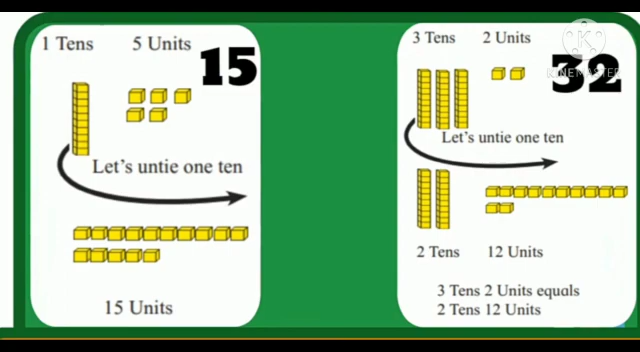 1 Tens 5 Units
15
Let's untie one ten
15 Units
3 Tens 2 Units
KINEMASTER
32
Let's untie one ten
2 Tens 12 Units
3 Tens 2 Units equals
2 Tens 12 Units